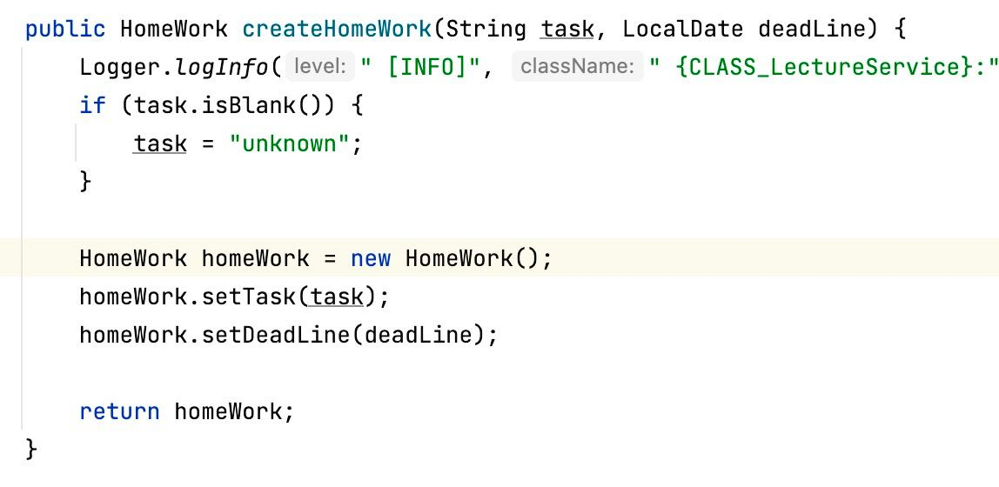 public HomeWork createHomeWork(String task, LocalDate deadLine) {
Logger.logInfo( level: " [INFO]", className: " {CLASS_LectureService}:"
if (task.isBlank()) {
task = "unknown";
}
HomeWork homeWork = new HomeWork();
homeWork.setTask(task);
homeWork.setDeadLine(deadLine);
return homeWork;
}